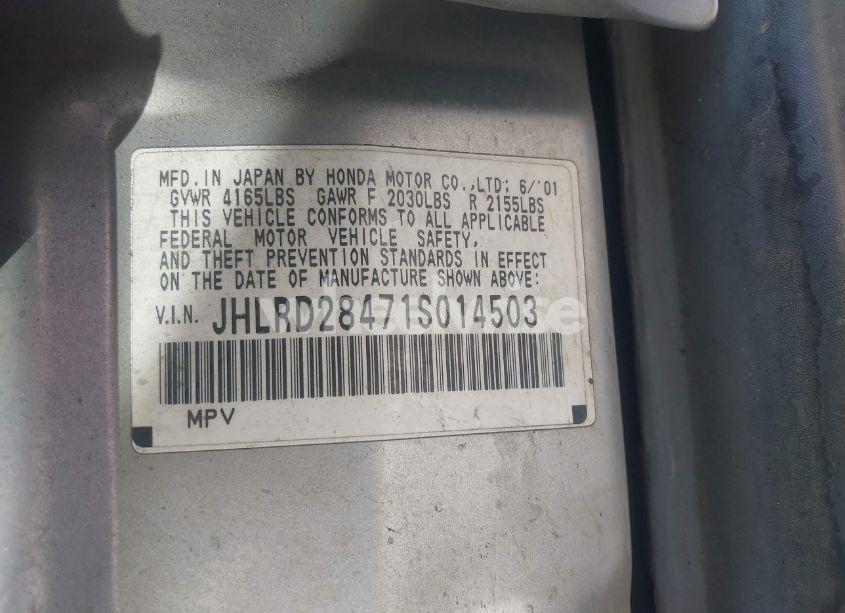 MFD. IN JAPAN BY HONDA MOTOR CO., LTD; 6/'01
GVWR 4165LBS GAWR F 2030LBS R 2155LBS
THIS VEHICLE CONFORMS TO ALL APPLICABLE
FEDERAL MOTOR VEHICLE SAFETY,
AND THEFT PREVENTION STANDARDS IN EFFECT
ON THE DATE OF MANUFACTURE SHOWN ABOVE:
V.I.N. JHLRD28471S014503
MPV